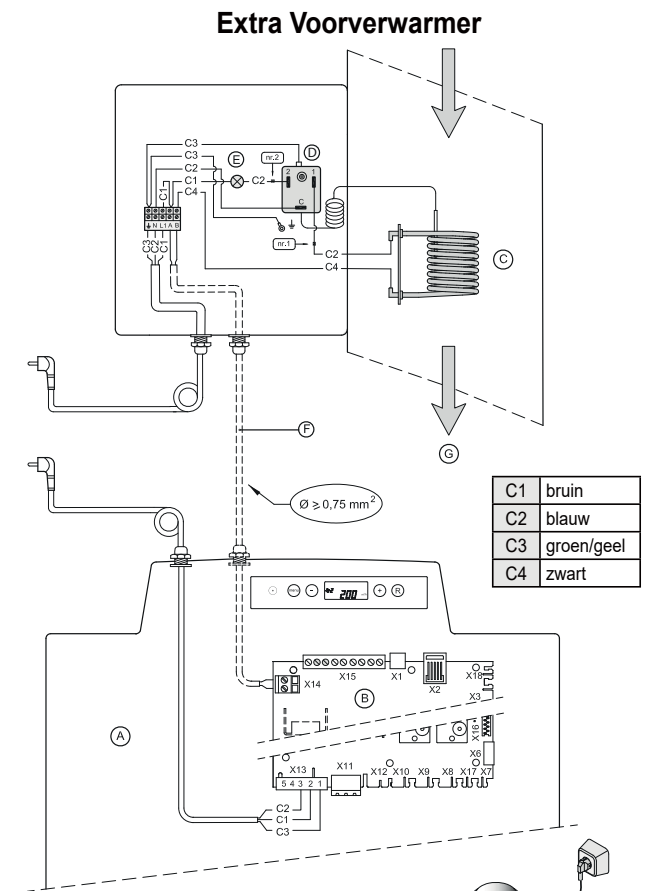 Extra Voorverwarmer
C3
C3
C2
C1
C4
C1
E
C2
nr.2
D
2 1
C
nr.1
N L1 A B
C3
C2
C1
C2
C4
C
F
G
Ø ≥ 0,75 mm²
C1 bruin
C2 blauw
C3 groen/geel
C4 zwart
menu - 200 + R
X14
X15
X1
X2
X18
X3
B
X16
X6
A
X13
X11
X12 X10 X9 X8 X17 X7
5 4 3 2 1
C2
C1
C3